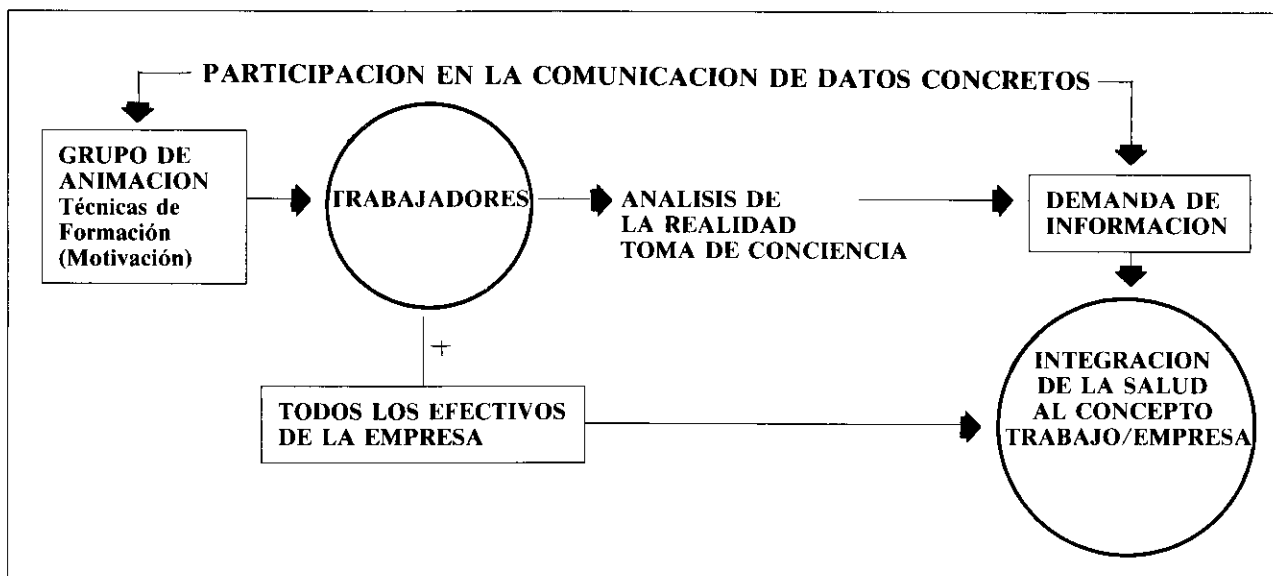 PARTICIPACION EN LA COMUNICACION DE DATOS CONCRETOS
GRUPO DE
ANIMACION
Técnicas de
Formación
(Motivación)
TRABAJADORES
ANALISIS DE
LA REALIDAD
TOMA DE CONCIENCIA
DEMANDA DE
INFORMACION
+
TODOS LOS EFECTIVOS
DE LA EMPRESA
INTEGRACION
DE LA SALUD
AL CONCEPTO
TRABAJO/EMPRESA